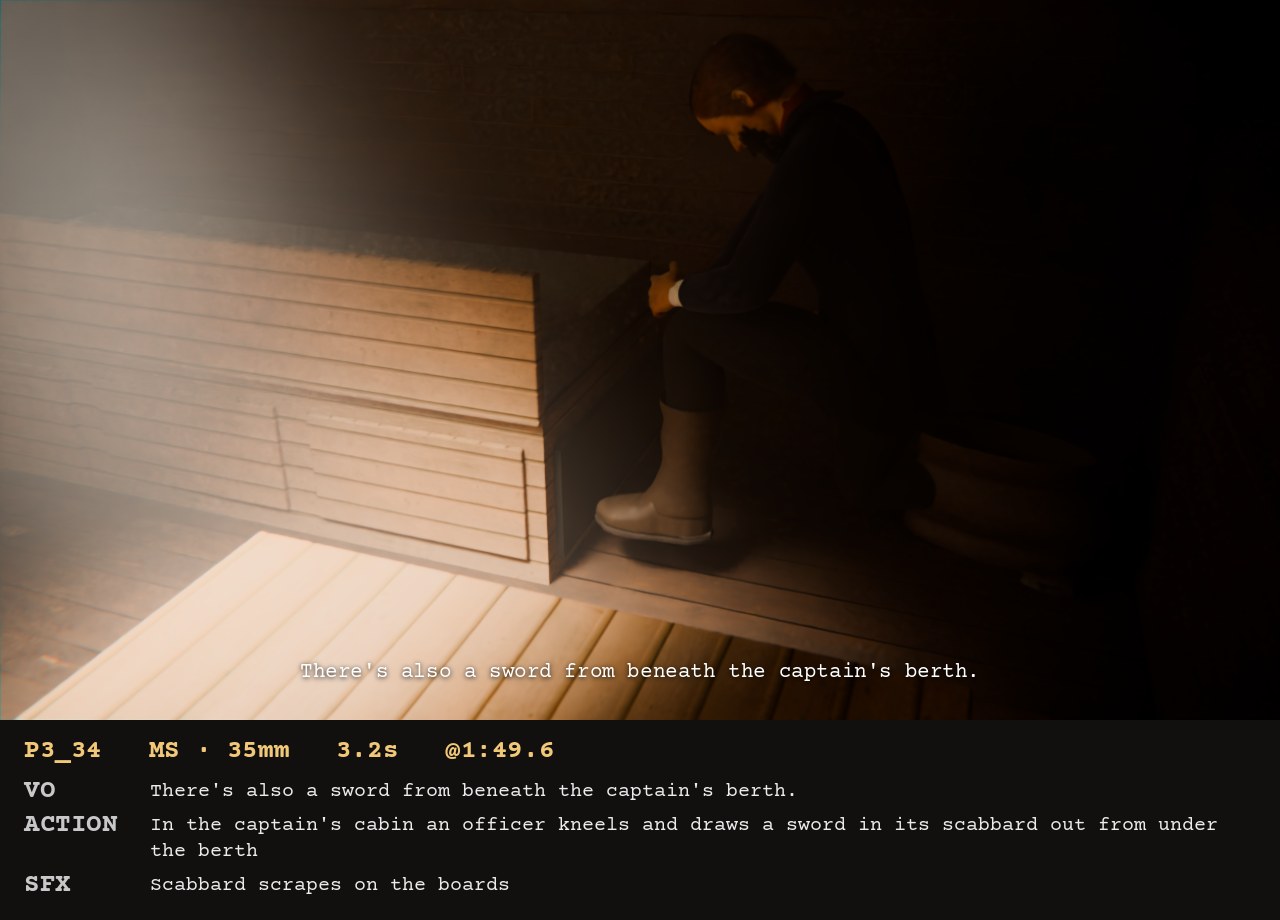 There's also a sword from beneath the captain's berth.
P3_34 MS · 35mm 3.2s @1:49.6
VO There's also a sword from beneath the captain's berth.
ACTION In the captain's cabin an officer kneels and draws a sword in its scabbard out from under
the berth
SFX Scabbard scrapes on the boards